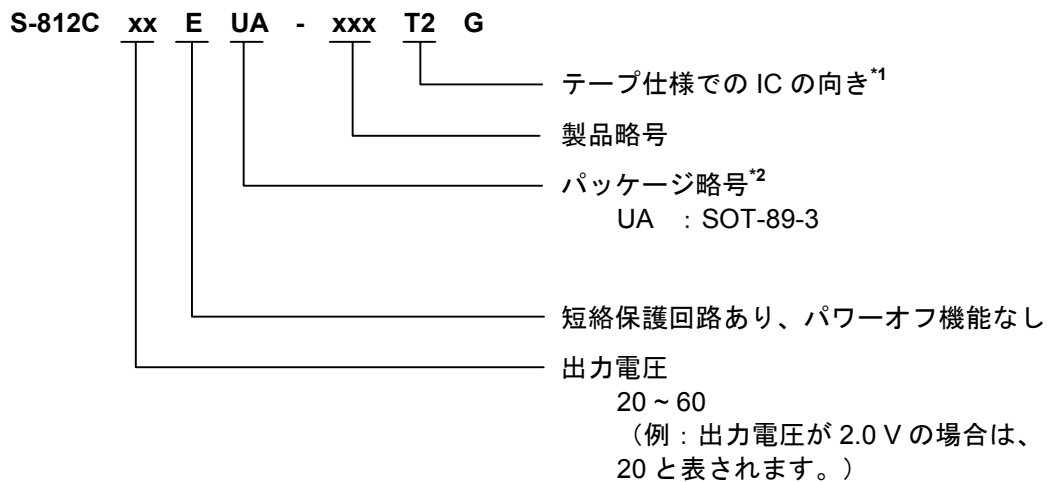 S-812C xx E UA - xxx T2 G
テープ仕様での IC の向き*1
製品略号
パッケージ略号*2
UA : SOT-89-3
短絡保護回路あり、パワーオフ機能なし
出力電圧
20 ~ 60
（例：出力電圧が 2.0 V の場合は、
20 と表されます。）